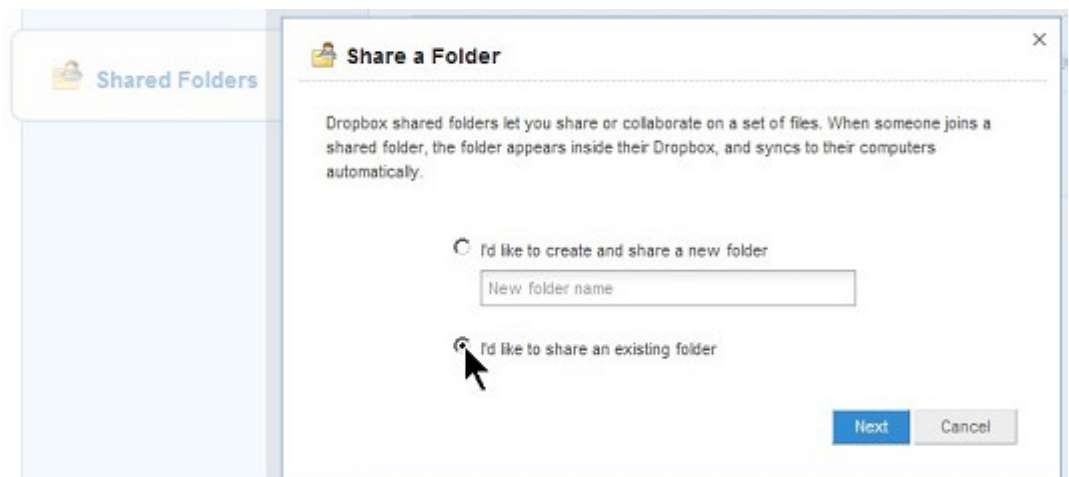 Shared Folders
Share a Folder
Dropbox shared folders let you share or collaborate on a set of files. When someone joins a
shared folder, the folder appears inside their Dropbox, and syncs to their computers
automatically.
I'd like to create and share a new folder
New folder name
I'd like to share an existing folder
Next Cancel